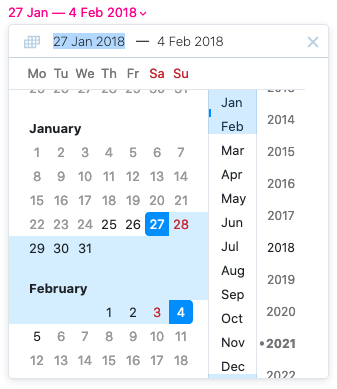 27 Jan — 4 Feb 2018
27 Jan 2018 — 4 Feb 2018
Mo Tu We Th Fr Sa Su
January
1 2 3 4 5 6 7
8 9 10 11 12 13 14
15 16 17 18 19 20 21
22 23 24 25 26 27 28
29 30 31
February
1 2 3 4
5 6 7 8 9 10 11
12 13 14 15 16 17 18
Jan
Feb
Mar
Apr
May
Jun
Jul
Aug
Sep
Oct
Nov
Dec
2014
2015
2016
2017
2018
2019
2020
2021
2022